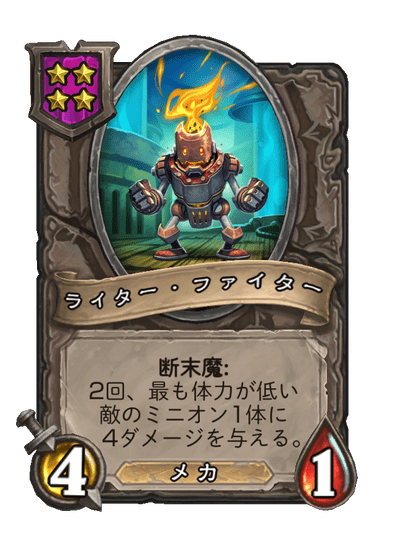 ライター・ファイター
断末魔:
2回、最も体力が低い
敵のミニオン1体に
4ダメージを与える。
メカ
4
1